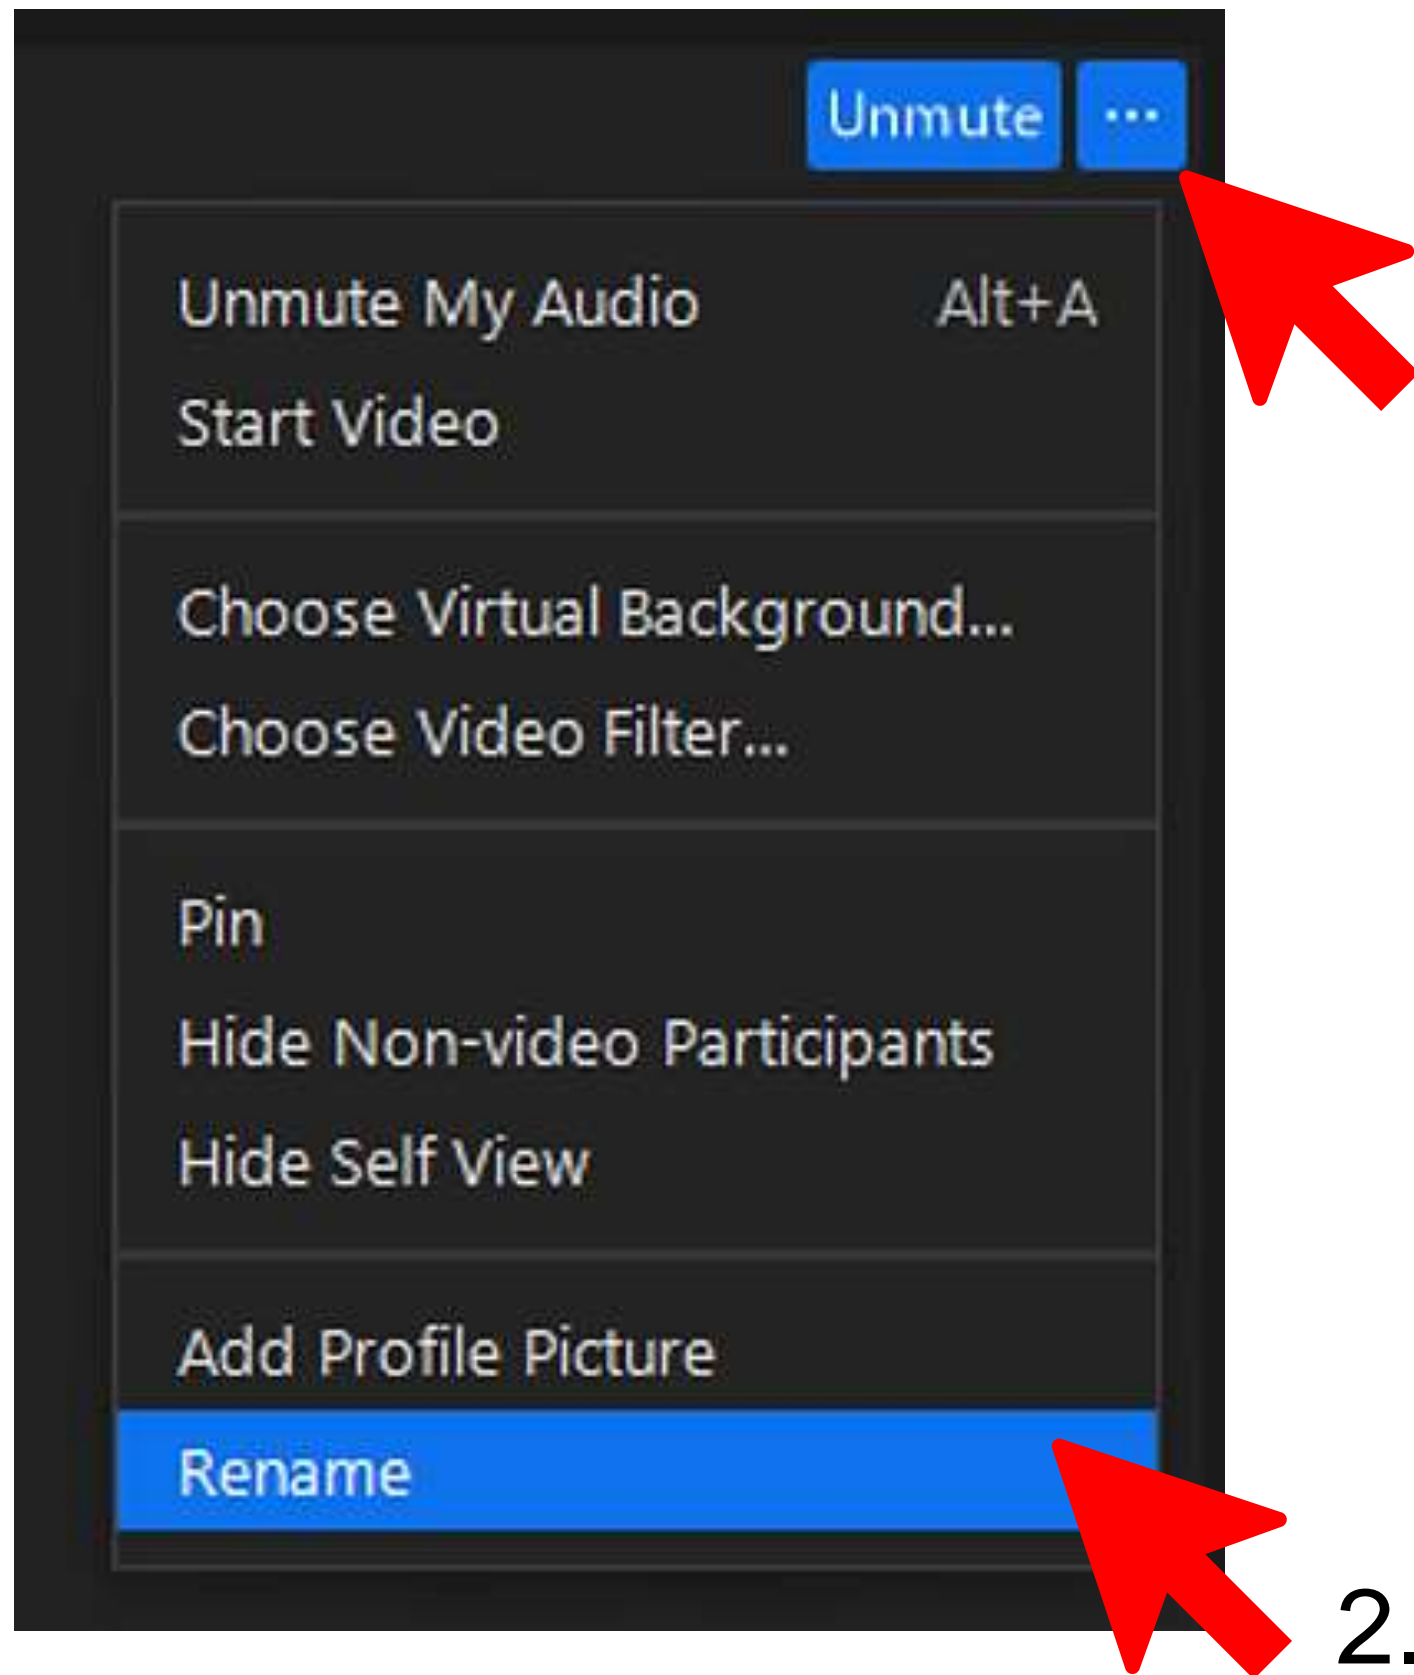 Unmute ...
Unmute My Audio Alt+A
Start Video
Choose Virtual Background...
Choose Video Filter...
Pin
Hide Non-video Participants
Hide Self View
Add Profile Picture
Rename
2.